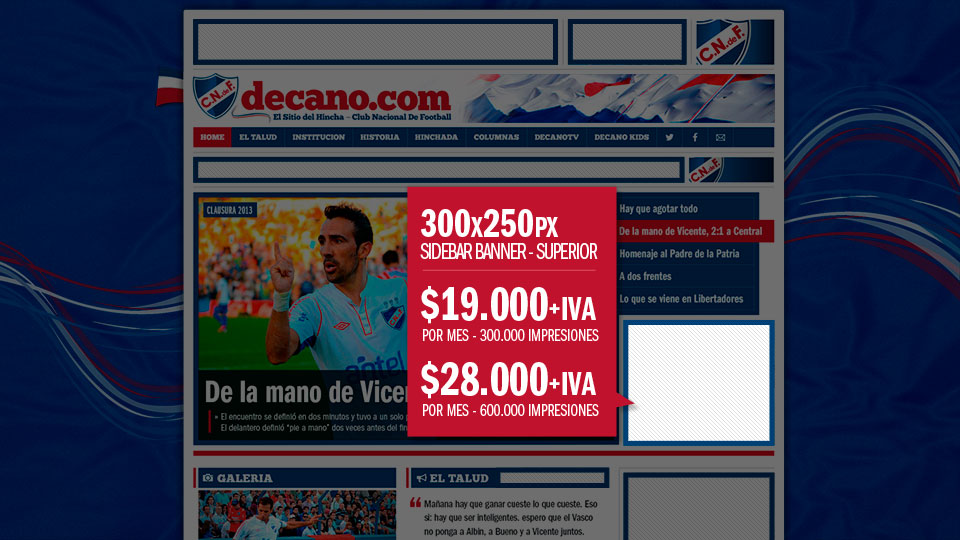 C.N.de F.
C.N.de F.
decano.com
El Sitio del Hincha - Club Nacional De Football
HOME EL TALUD INSTITUCION HISTORIA HINCHADA COLUMNAS DECANOTV DECANO KIDS
C.N.de F.
CLAUSURA 2013
De la mano de Vicen
El encuentro se definió en dos minutos y tuvo a un solo
El delantero definió "pie a mano" dos veces antes del
300X250PX
SIDEBAR BANNER - SUPERIOR
$19.000+IVA
POR MES - 300.000 IMPRESIONES
$28.000+IVA
POR MES - 600.000 IMPRESIONES
Hay que agotar todo
De la mano de Vicente, 2:1 a Central
Homenaje al Padre de la Patria
A dos frentes
Lo que se viene en Libertadores
GALERIA
EL TALUD
Mañana hay que ganar cueste lo que cueste. Eso
si: hay que ser inteligentes. espero que el Vasco
no ponga a Albin, a Bueno y a Vicente juntos.